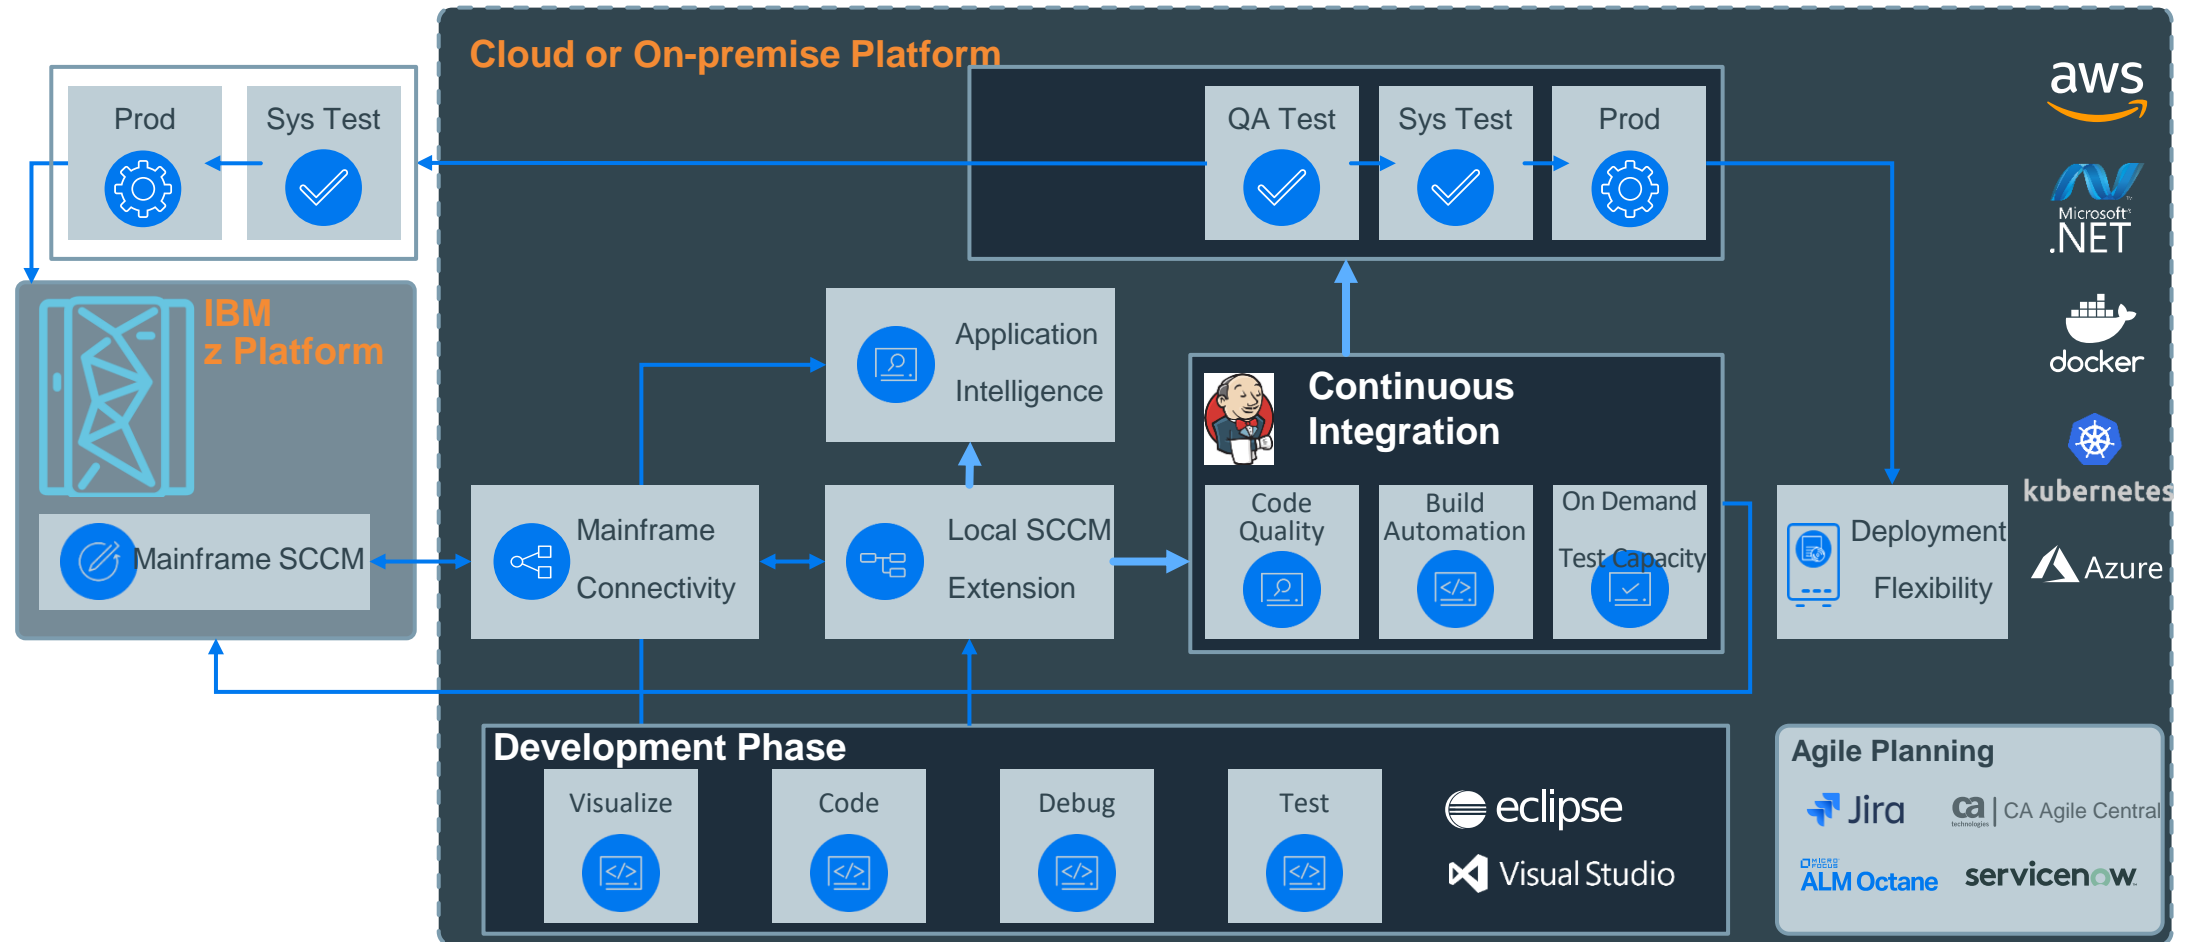 Cloud or On-premise Platform
Prod
Sys Test
QA Test
Sys Test
Prod
aws
Microsoft
.NET
docker
kubernetes
Azure
IBM
z Platform
Mainframe SCCM
Application
Intelligence
Mainframe
Connectivity
Local SCCM
Extension
Continuous
Integration
Code
Quality
</>
Build
Automation
On Demand
Test Capacity
Deployment
Flexibility
Development Phase
Visualize
</>
Code
</>
Debug
</>
Test
</>
eclipse
Visual Studio
Agile Planning
Jira
ca
technologies
CA Agile Central
MICRO
FOCUS
ALM Octane
servicenow